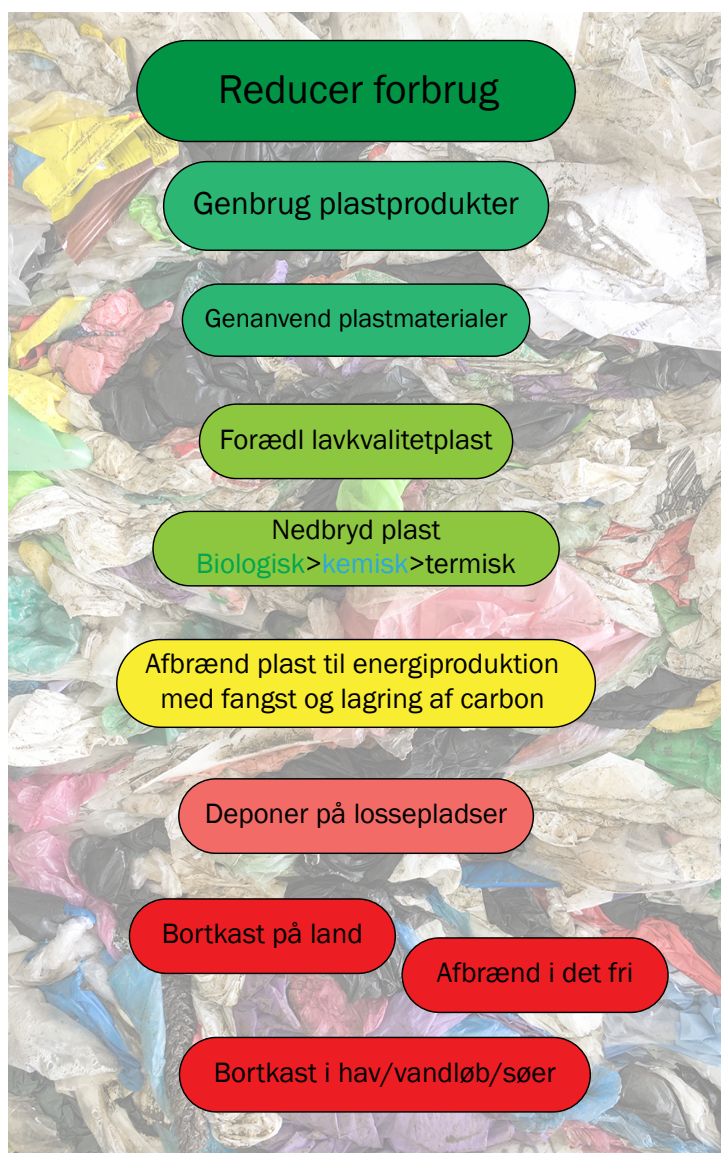 Reducer forbrug
Genbrug plastprodukter
Genanvend plastmaterialer
Forædl lavkvalitetplast
Nedbryd plast
Biologisk>kemisk>termisk
Afbrænd plast til energiproduktion
med fangst og lagring af carbon
Deponer på lossepladser
Bortkast på land
Afbrænd i det fri
Bortkast i hav/vandløb/søer